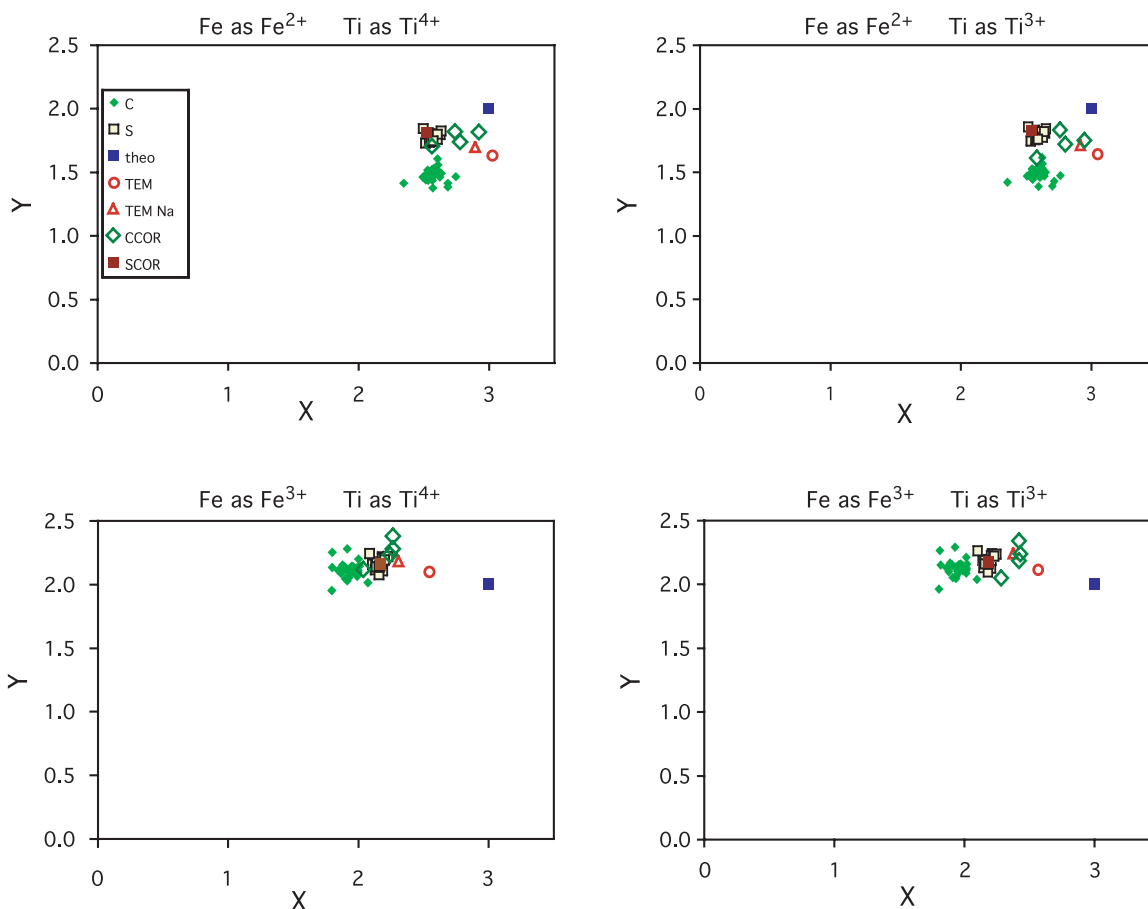 Fe as Fe2+ Ti as Ti4+
2.5
2.0
1.5
1.0
0.5
0.0
Y
C
S
theo
TEM
TEM Na
CCOR
SCOR
0 1 2 3
X
Fe as Fe2+ Ti as Ti3+
2.5
2.0
1.5
1.0
0.5
0.0
Y
0 1 2 3
X
Fe as Fe3+ Ti as Ti4+
2.5
2.0
1.5
1.0
0.5
0.0
Y
0 1 2 3
X
Fe as Fe3+ Ti as Ti3+
2.5
2.0
1.5
1.0
0.5
0.0
Y
0 1 2 3
X